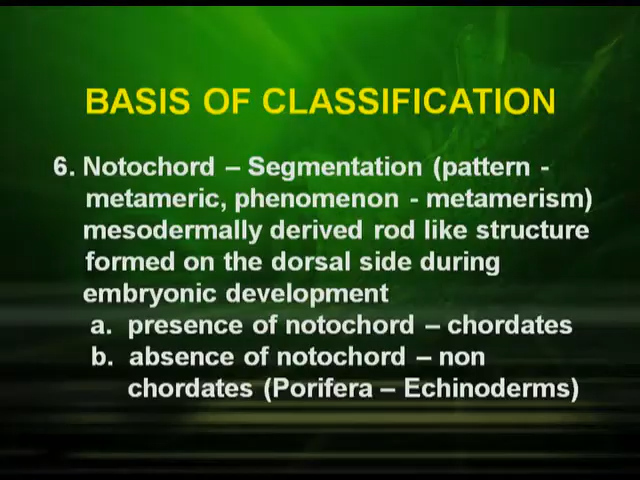 BASIS OF CLASSIFICATION
6. Notochord – Segmentation (pattern -
metameric, phenomenon - metamerism)
mesodermally derived rod like structure
formed on the dorsal side during
embryonic development
a. presence of notochord – chordates
b. absence of notochord – non
chordates (Porifera – Echinoderms)